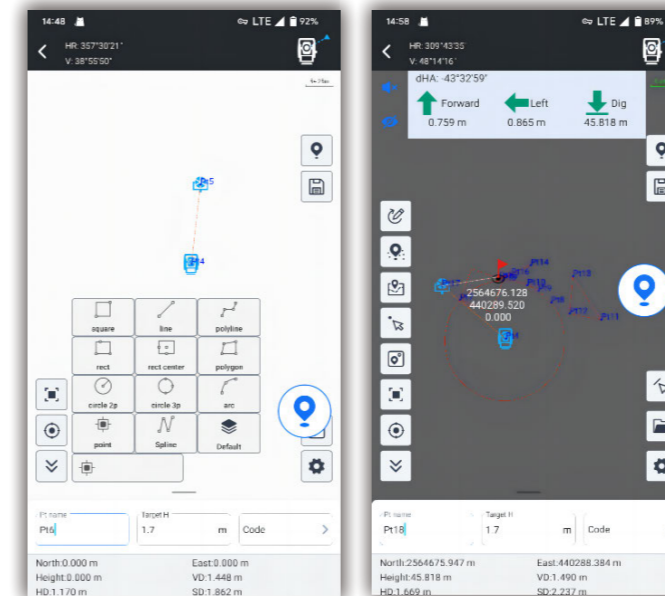 14:48
LTE 92%
HR: 357°30'21"
V: 38°55'50"
Pt5
Pt4
square
line
polyline
rect
rect center
polygon
circle 2p
circle 3p
arc
point
Spline
Default
Pt name
Pt6
Target H
1.7 m
Code
North:0.000 m
East:0.000 m
Height:0.000 m
VD:1.448 m
HD:1.170 m
SD:1.862 m
14:58
LTE 89%
HR: 309°43'35"
V: 48°14'16"
dHA: -43°32'59"
Forward
Left
Dig
0.759 m
0.865 m
45.818 m
Pt14
Pt16
Pt13
Pt10
Pt9
Pt8
Pt11
2564676.128
440289.520
0.000
Pt4
Pt name
Pt18
Target H
1.7 m
Code
North:2564675.947 m
East:440288.384 m
Height:45.818 m
VD:1.490 m
HD:1.669 m
SD:2.237 m